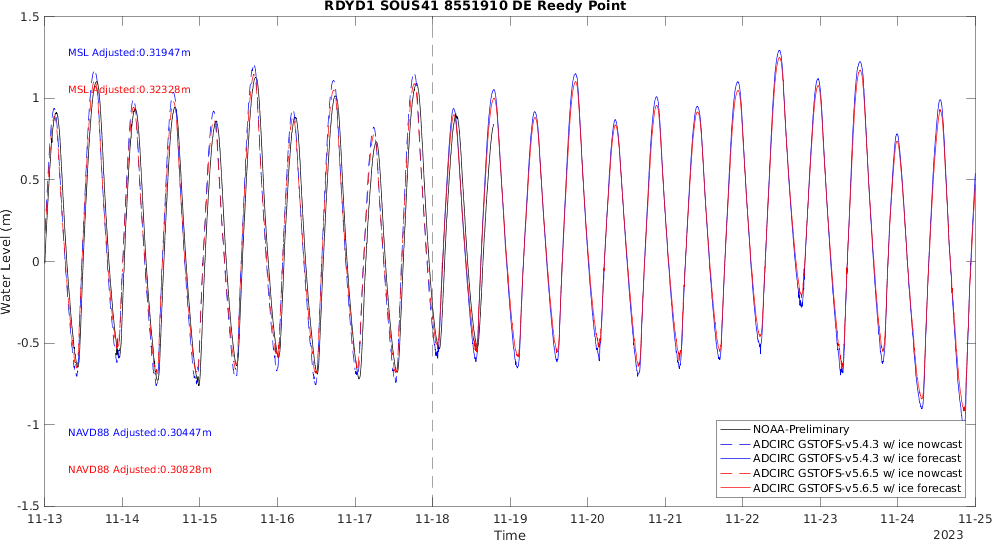 RDYD1 SOUS41 8551910 DE Reedy Point
1.5
1
0.5
0
-0.5
-1
-1.5
Water Level (m)
MSL Adjusted:0.31947m
MSL Adjusted:0.32328m
NAVD88 Adjusted:0.30447m
NAVD88 Adjusted:0.30828m
NOAA-Preliminary
ADCIRC GSTOFS-v5.4.3 w/ ice nowcast
ADCIRC GSTOFS-v5.4.3 w/ ice forecast
ADCIRC GSTOFS-v5.6.5 w/ ice nowcast
ADCIRC GSTOFS-v5.6.5 w/ ice forecast
11-13 11-14 11-15 11-16 11-17 11-18 11-19 11-20 11-21 11-22 11-23 11-24 11-25
Time
2023